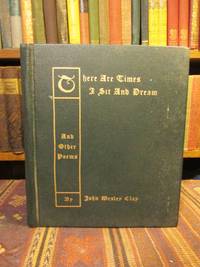 There Are Times
I Sit And Dream
And
Other
Poems
By John Wesley Clay